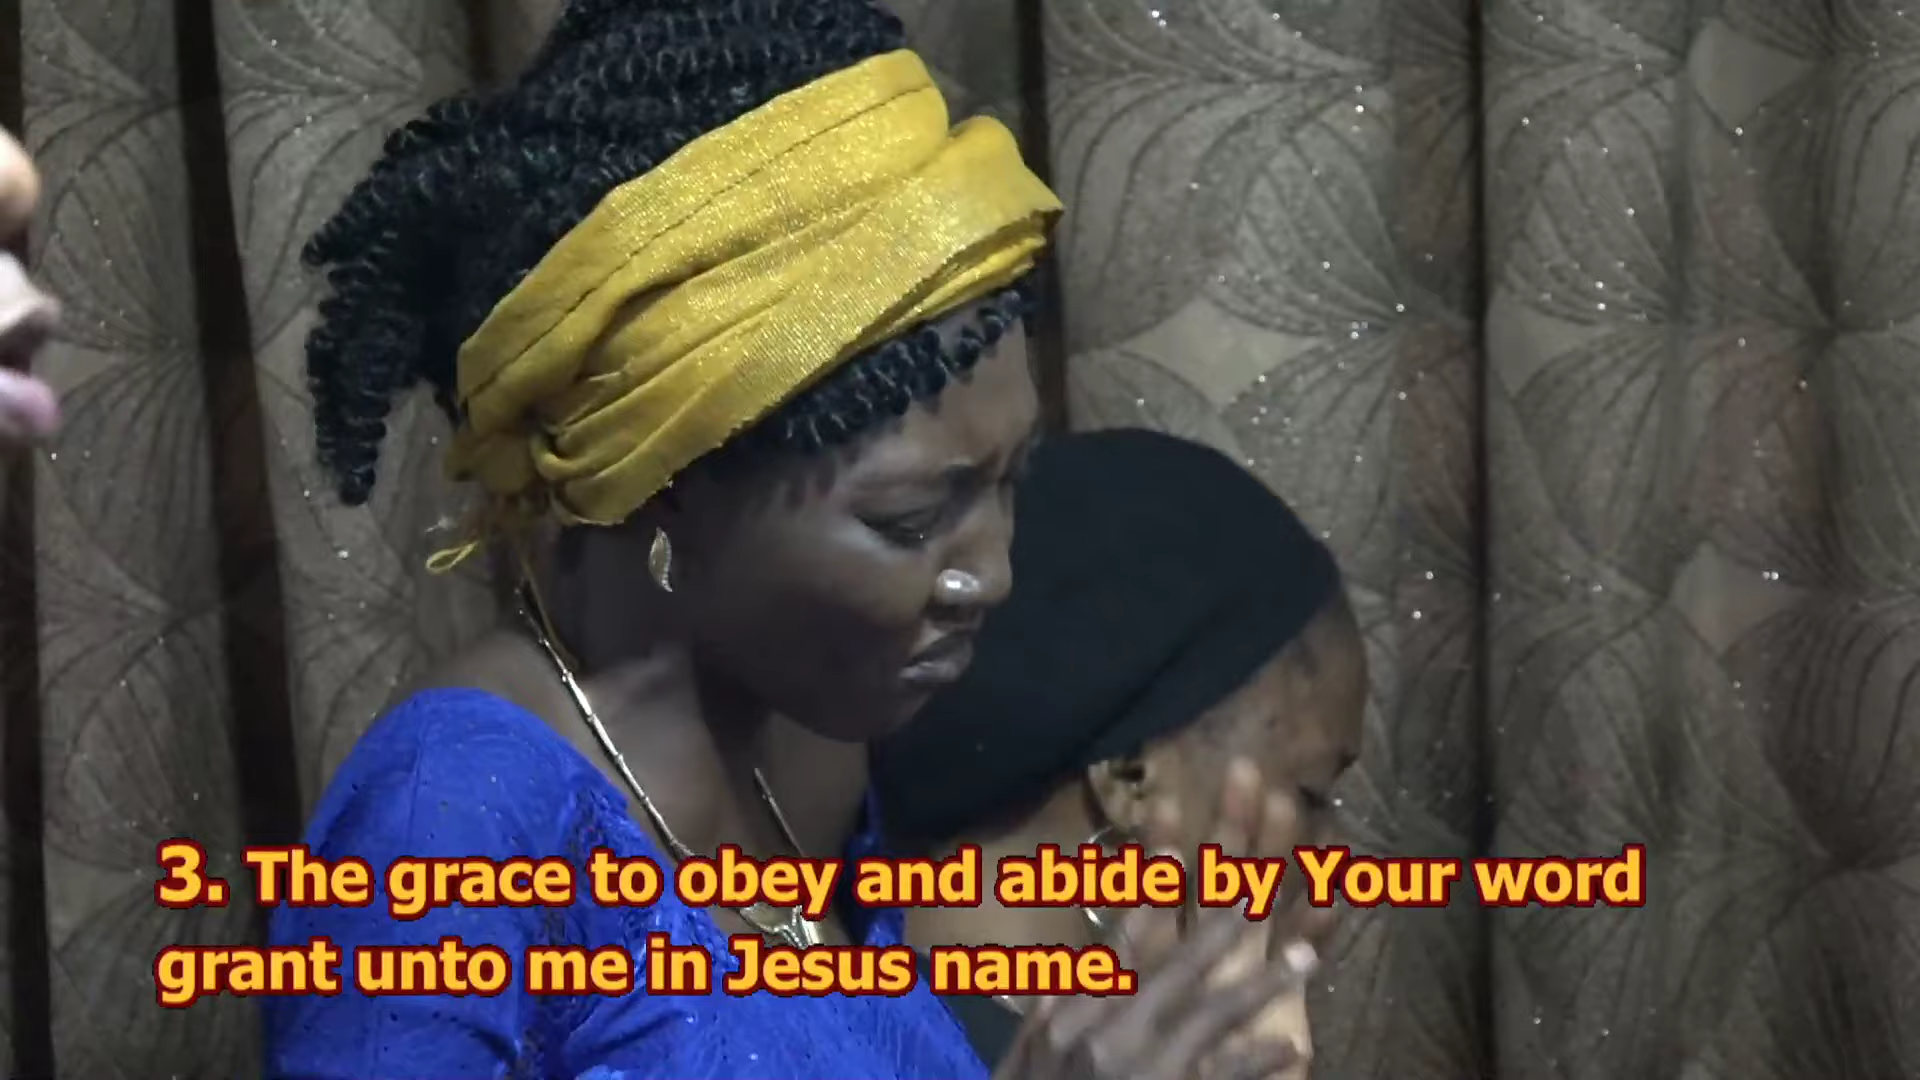 3. The grace to obey and abide by Your word
grant unto me in Jesus name.